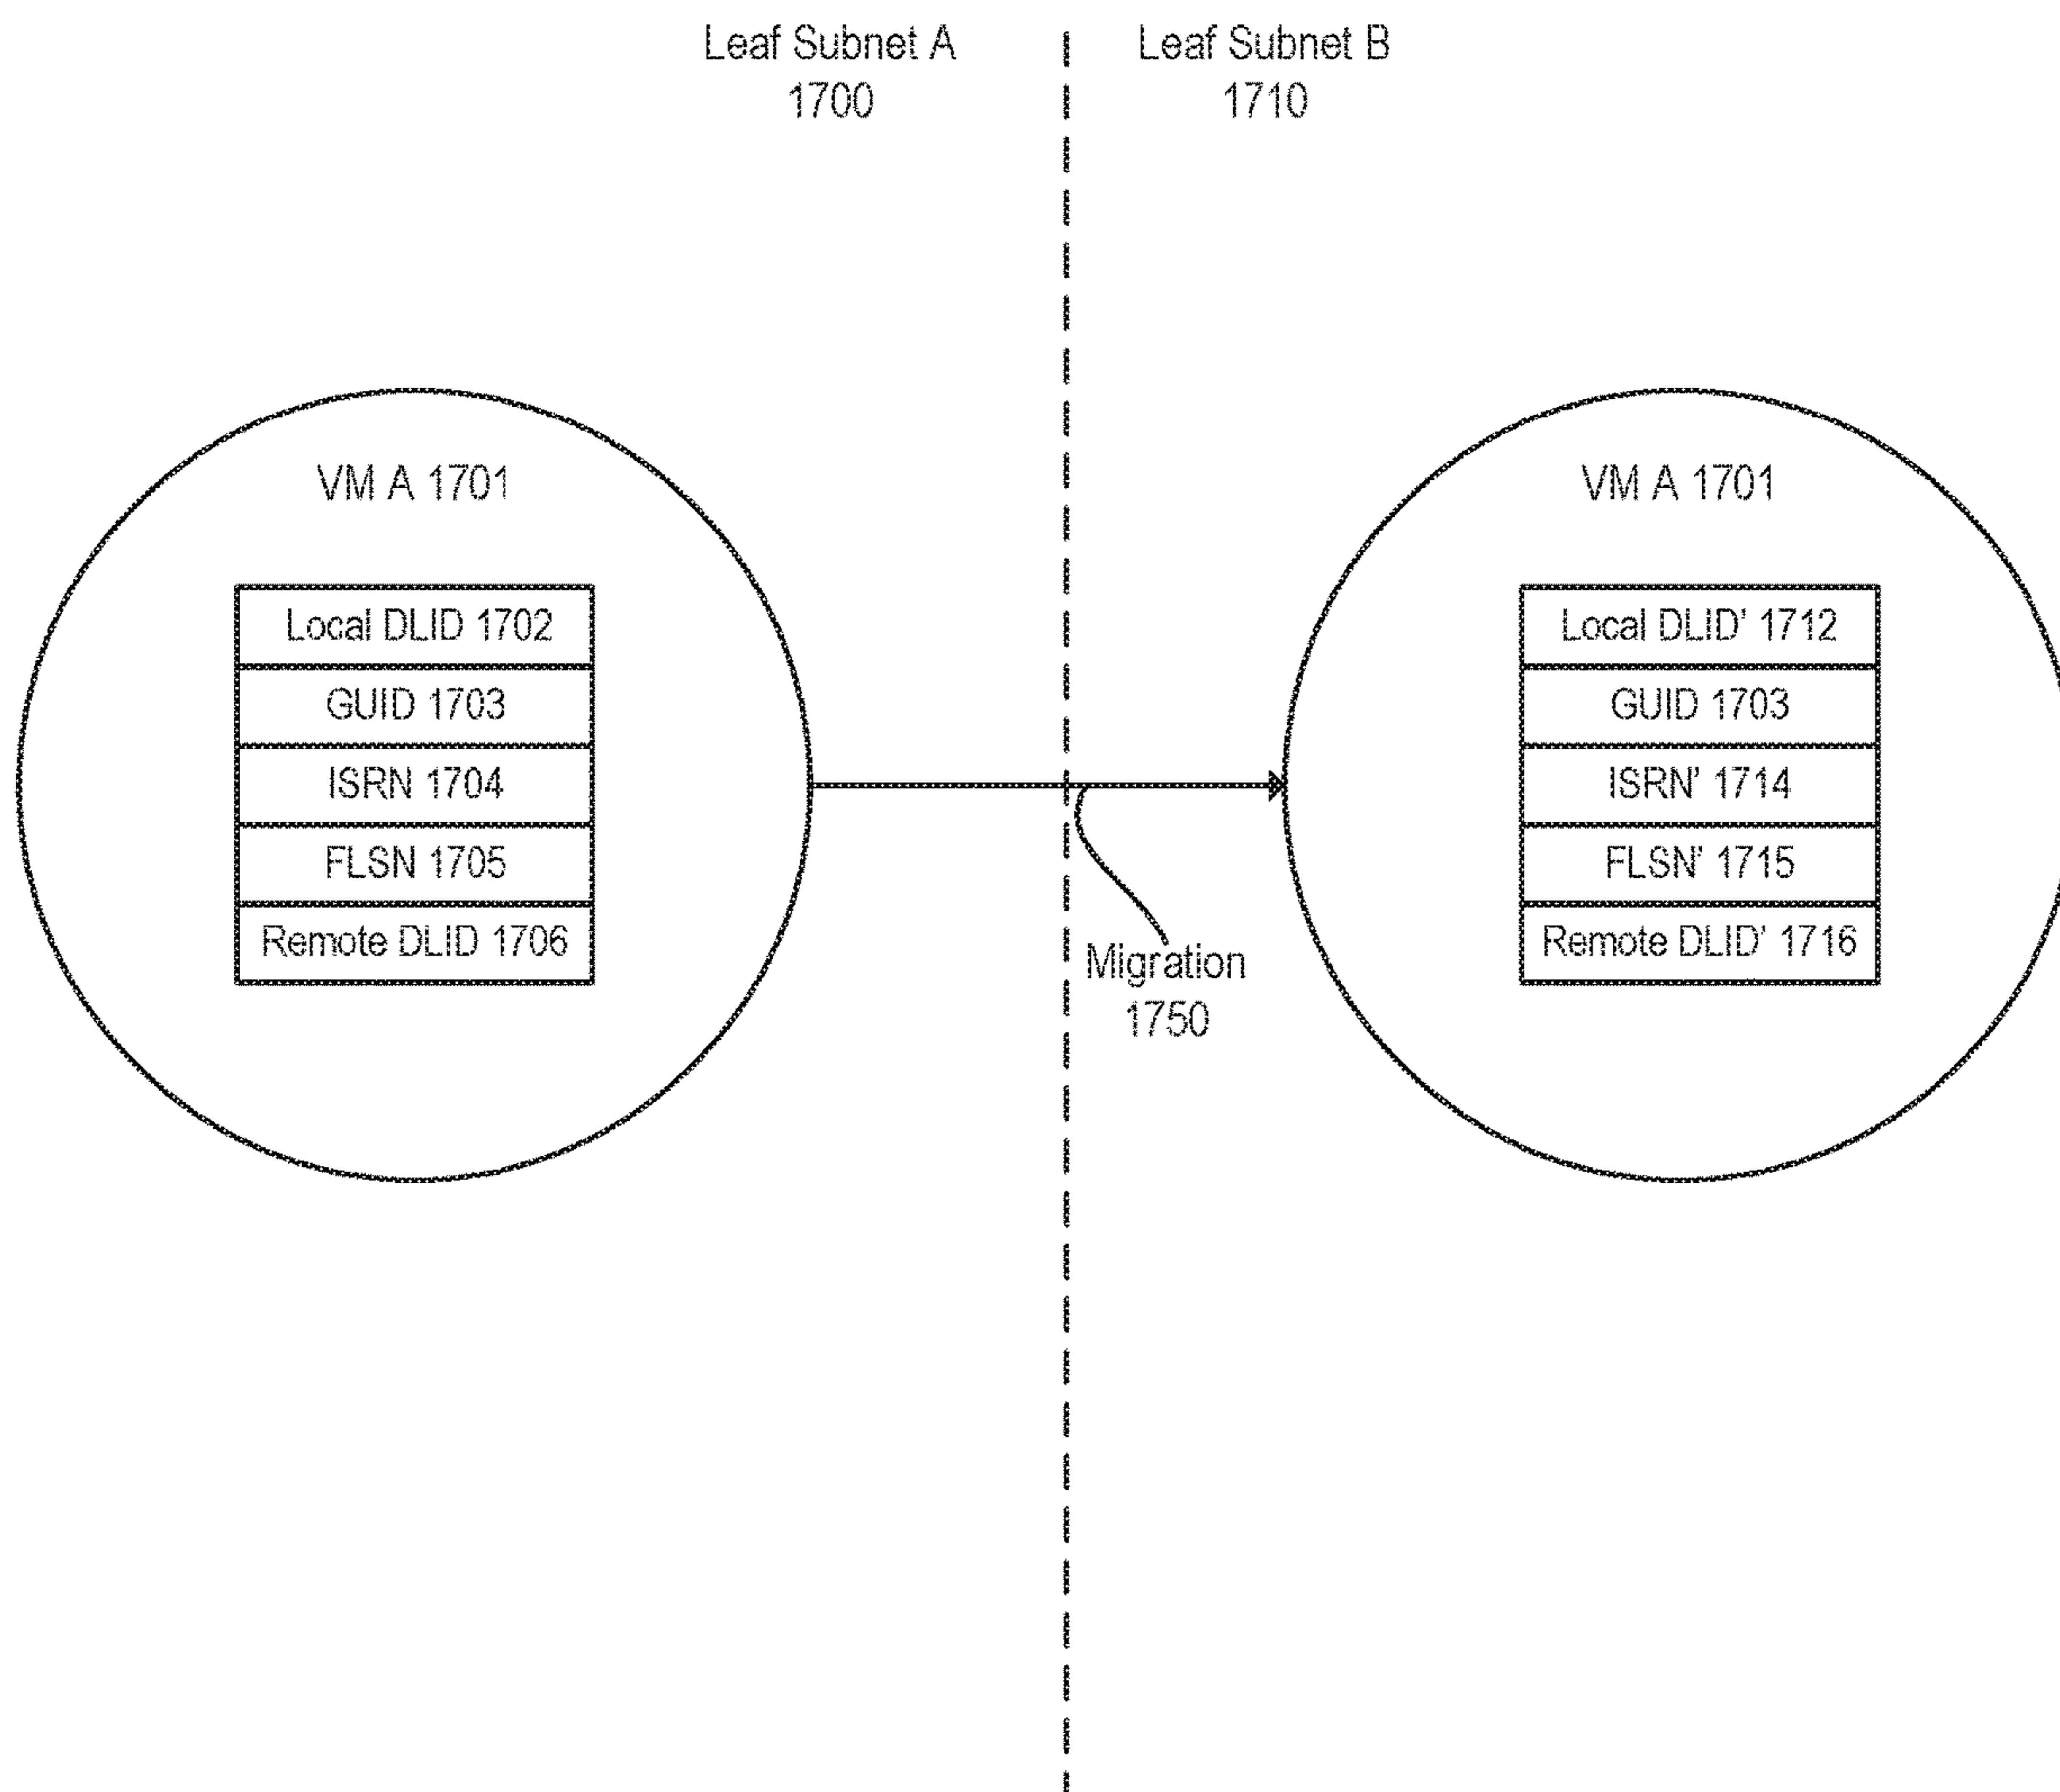 Leaf Subnet A
1700
Leaf Subnet B
1710
VM A 1701
Local DLID 1702
GUID 1703
ISRN 1704
FLSN 1705
Remote DLID 1706
Migration
1750
VM A 1701
Local DLID' 1712
GUID 1703
ISRN' 1714
FLSN' 1715
Remote DLID' 1716